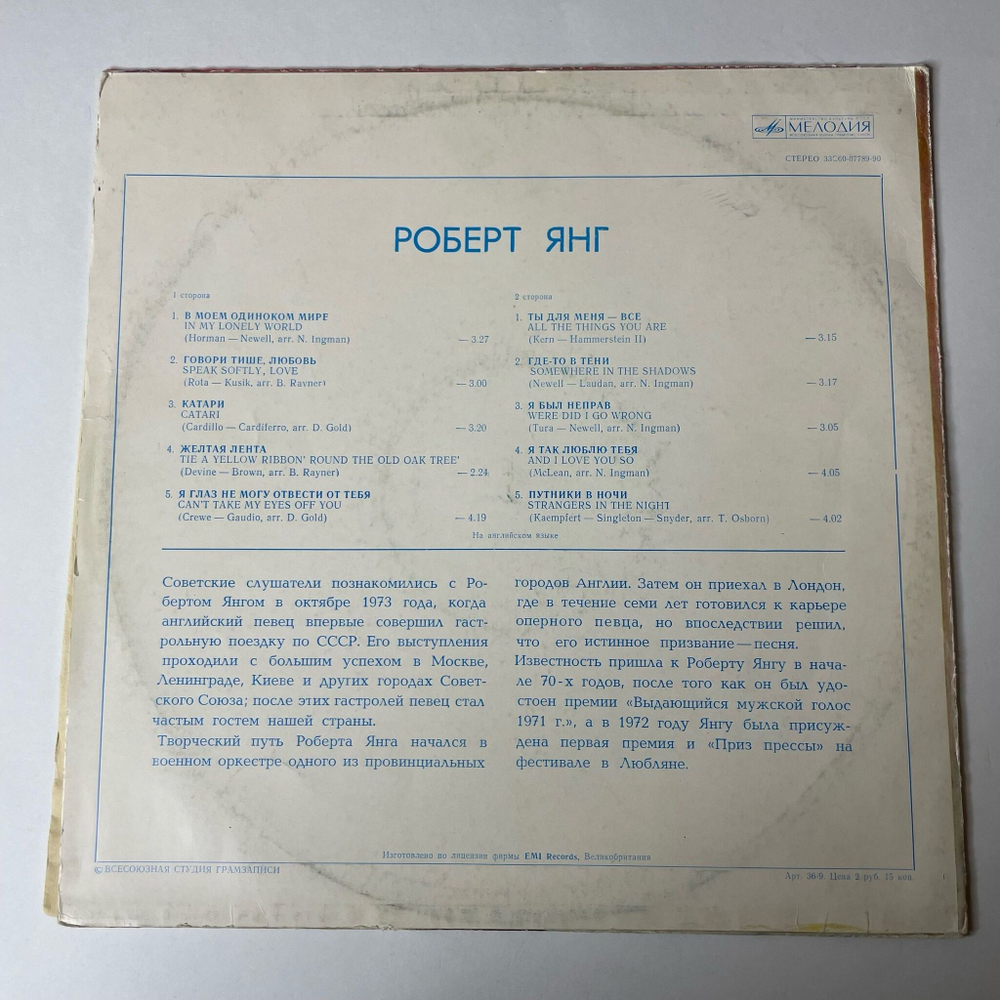 МЕЛОДИЯ
СТЕРЕО 33С60-07789-90
РОБЕРТ ЯНГ
1 сторона
1. В МОЕМ ОДИНОКОМ МИРЕ
IN MY LONELY WORLD
(Horman — Newell, arr. N. Ingman) — 3.27
2. ГОВОРИ ТИШЕ, ЛЮБОВЬ
SPEAK SOFTLY, LOVE
(Rota — Kusik, arr. B. Rayner) — 3.00
3. КАТАРИ
CATARI
(Cardillo — Cardiferro, arr. D. Gold) — 3.20
4. ЖЕЛТАЯ ЛЕНТА
TIE A YELLOW RIBBON' ROUND THE OLD OAK TREE'
(Devine — Brown, arr. B. Rayner) — 2.24
5. Я ГЛАЗ НЕ МОГУ ОТВЕСТИ ОТ ТЕБЯ
CAN'T TAKE MY EYES OFF YOU
(Crewe — Gaudio, arr. D. Gold) — 4.19
2 сторона
1. ТЫ ДЛЯ МЕНЯ — ВСЕ
ALL THE THINGS YOU ARE
(Kern — Hammerstein II) — 3.15
2. ГДЕ-ТО В ТЕНИ
SOMEWHERE IN THE SHADOWS
(Newell — Laudan, arr. N. Ingman) — 3.17
3. Я БЫЛ НЕПРАВ
WERE DID I GO WRONG
(Tura — Newell, arr. N. Ingman) — 3.05
4. Я ТАК ЛЮБЛЮ ТЕБЯ
AND I LOVE YOU SO
(McLean, arr. N. Ingman) — 4.05
5. ПУТНИКИ В НОЧИ
STRANGERS IN THE NIGHT
(Kaempfert — Singleton — Snyder, arr. T. Osborn) — 4.02
На английском языке
Советские слушатели познакомились с Ро-
бертом Янгом в октябре 1973 года, когда
английский певец впервые совершил гаст-
рольную поездку по СССР. Его выступления
проходили с большим успехом в Москве,
Ленинграде, Киеве и других городах Совет-
ского Союза; после этих гастролей певец стал
частым гостем нашей страны.
Творческий путь Роберта Янга начался в
военном оркестре одного из провинциальных
городов Англии. Затем он приехал в Лондон,
где в течение семи лет готовился к карьере
оперного певца, но впоследствии решил,
что его истинное призвание — песня.
Известность пришла к Роберту Янгу в нача-
ле 70-х годов, после того как он был удо-
стоен премии «Выдающийся мужской голос
1971 г.», а в 1972 году Янгу была присуж-
дена первая премия и «Приз прессы» на
фестивале в Любляне.
Изготовлено по лицензии фирмы EMI Records, Великобритания
© ВСЕСОЮЗНАЯ СТУДИЯ ГРАМЗАПИСИ
Арт. 36-9. Цена 2 руб. 15 коп.